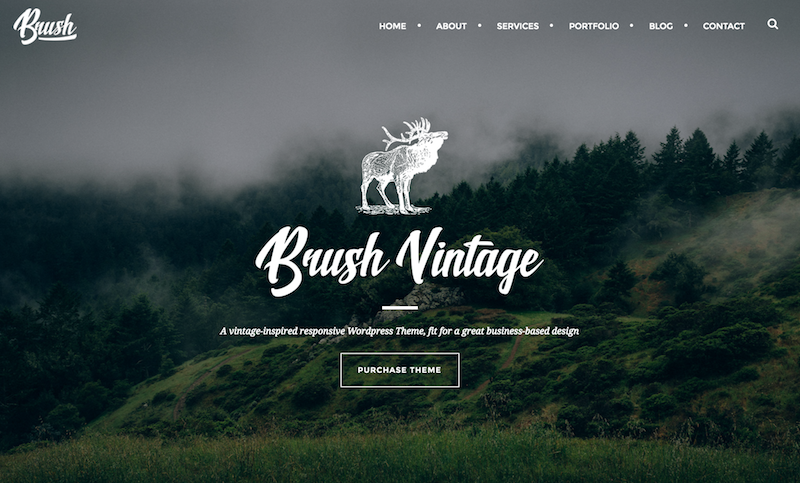 Brush
HOME • ABOUT • SERVICES • PORTFOLIO • BLOG • CONTACT
Brush Vintage
A vintage-inspired responsive Wordpress Theme, fit for a great business-based design
PURCHASE THEME